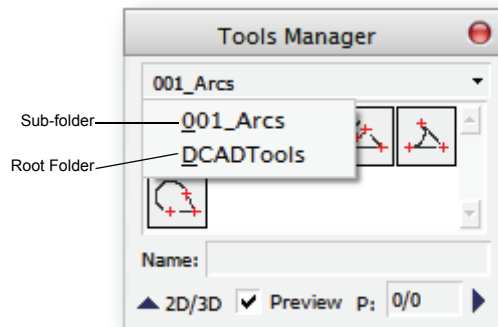 Tools Manager
001_Arcs
Sub-folder
001_Arcs
Root Folder
DCADTools
Name:
2D/3D Preview P: 0/0